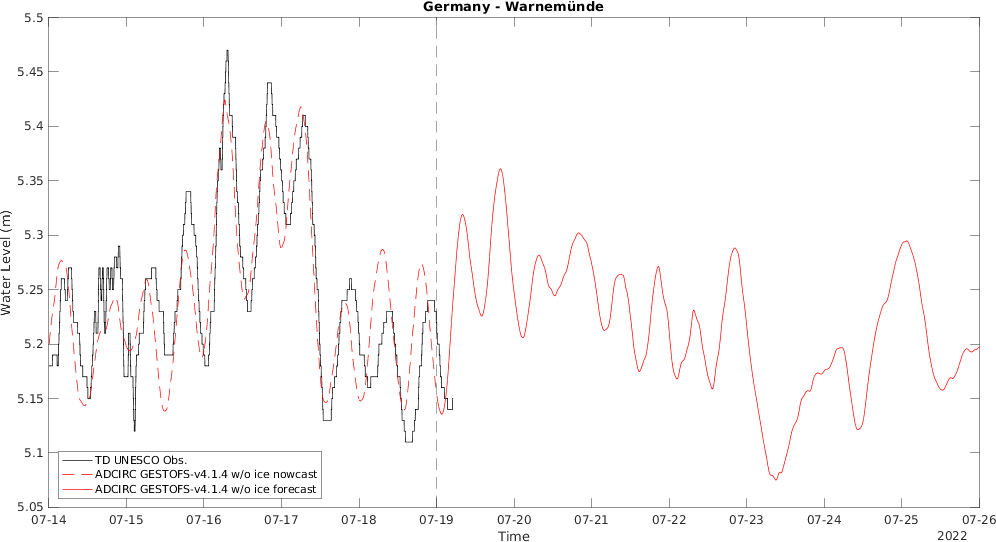 Germany - Warnemünde
5.5
5.45
5.4
5.35
5.3
5.25
5.2
5.15
5.1
5.05
Water Level (m)
TD UNESCO Obs.
ADCIRC GESTOFS-v4.1.4 w/o ice nowcast
ADCIRC GESTOFS-v4.1.4 w/o ice forecast
07-14 07-15 07-16 07-17 07-18 07-19 07-20 07-21 07-22 07-23 07-24 07-25 07-26
Time
2022